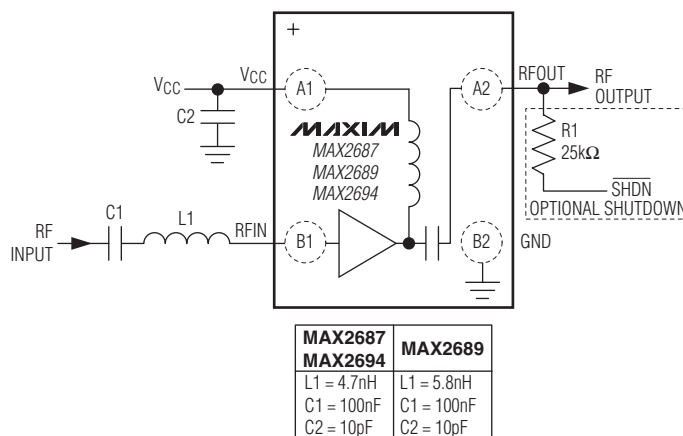 +
VCC
VCC
A1
A2
RFOUT
RF
OUTPUT
C2
MAXIM
MAX2687
MAX2689
MAX2694
R1
25kΩ
SHDN
OPTIONAL SHUTDOWN
RF
INPUT
C1
L1
RFIN
B1
B2
GND
MAX2687
MAX2694
MAX2689
L1 = 4.7nH
L1 = 5.8nH
C1 = 100nF
C1 = 100nF
C2 = 10pF
C2 = 10pF